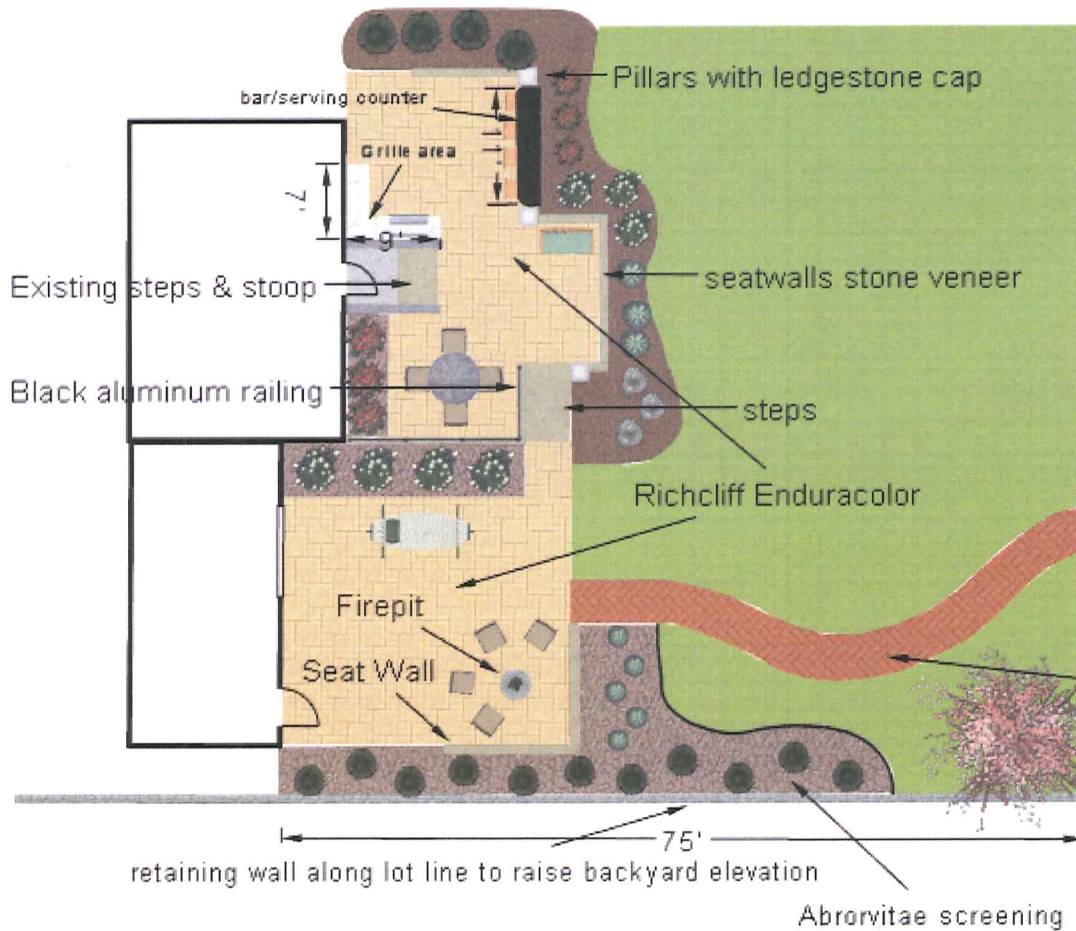 Pillars with ledgestone cap
bar/serving counter
Grille area
7'
9'
Existing steps & stoop
seatwalls stone veneer
Black aluminum railing
steps
Richcliff Enduracolor
Firepit
Seat Wall
75'
retaining wall along lot line to raise backyard elevation
Abrorvitae screening